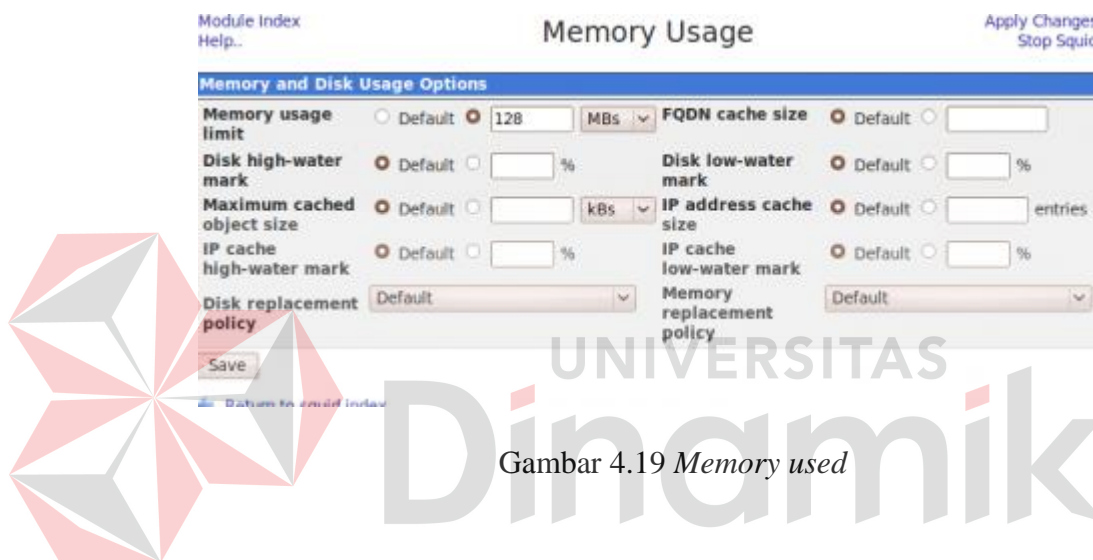 Module Index
Help..
Memory Usage
Apply Changes
Stop Squid
Memory and Disk Usage Options
Memory usage limit Default 128 MBs FQDN cache size Default
Disk high-water mark Default % Disk low-water mark Default %
Maximum cached object size Default kBs IP address cache size Default entries
IP cache high-water mark Default % IP cache low-water mark Default %
Disk replacement policy Default Memory replacement policy Default
Save
Return to squid index
UNIVERSITAS
Dinamika
Gambar 4.19 Memory used